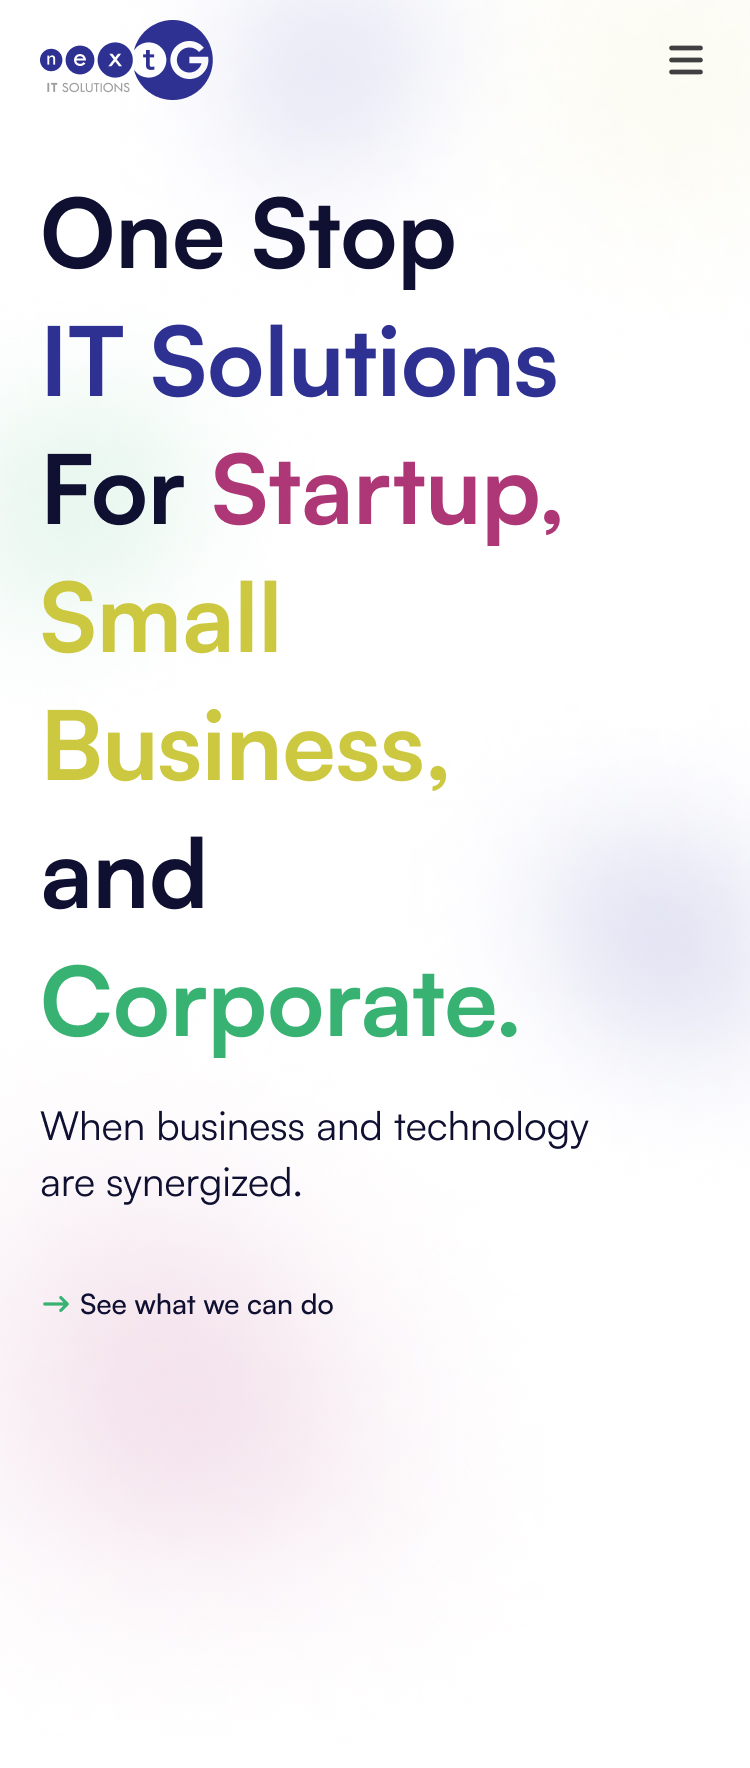 nextG
IT SOLUTIONS
One Stop
IT Solutions
For Startup,
Small
Business,
and
Corporate.
When business and technology
are synergized.
See what we can do